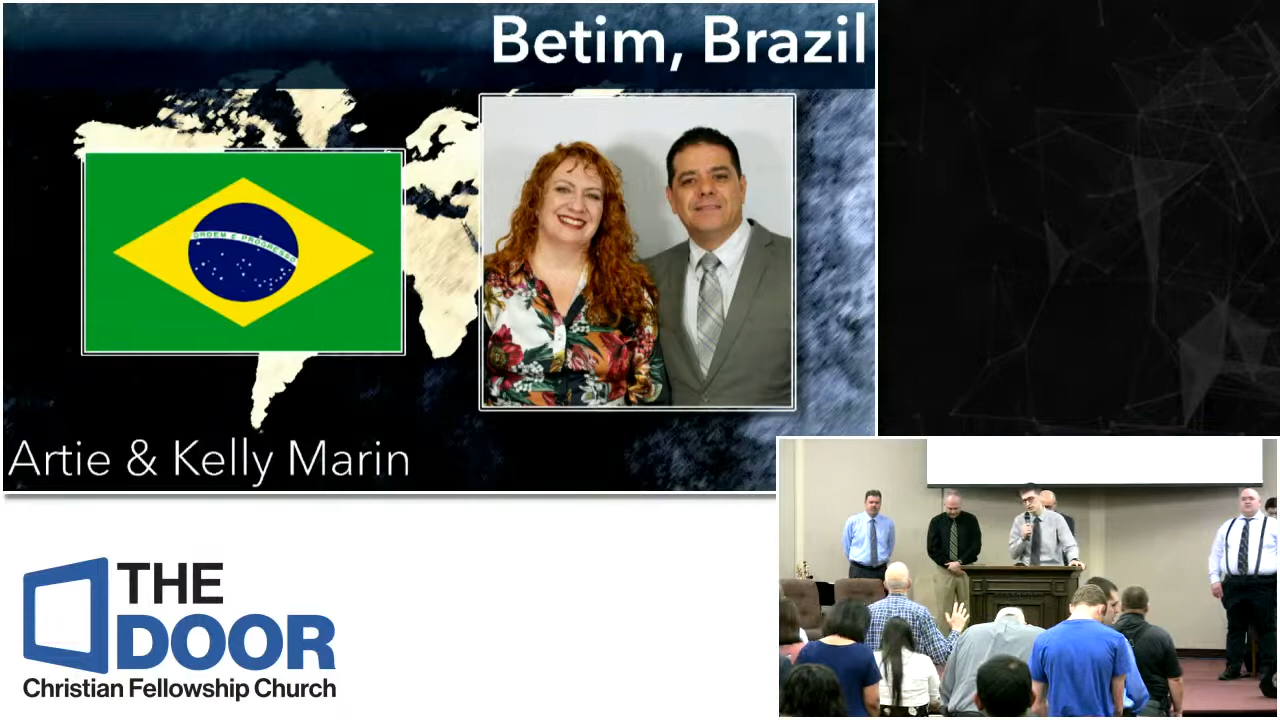 Betim, Brazil
ORDEM E PROGRESSO
Artie & Kelly Marin
THE
DOOR
Christian Fellowship Church